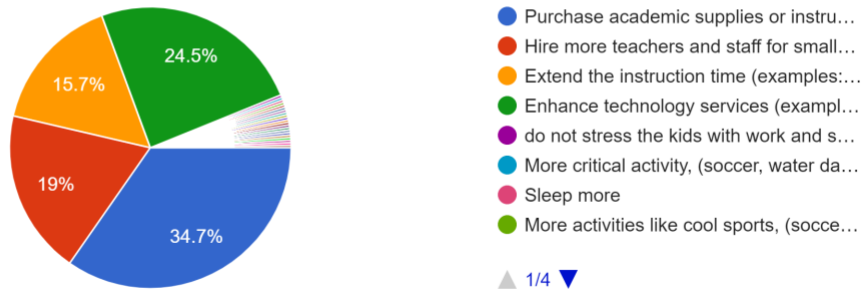 24.5%
15.7%
19%
34.7%
Purchase academic supplies or instru…
Hire more teachers and staff for small…
Extend the instruction time (examples:…
Enhance technology services (exampl…
do not stress the kids with work and s…
More critical activity, (soccer, water da…
Sleep more
More activities like cool sports, (socce…
1/4